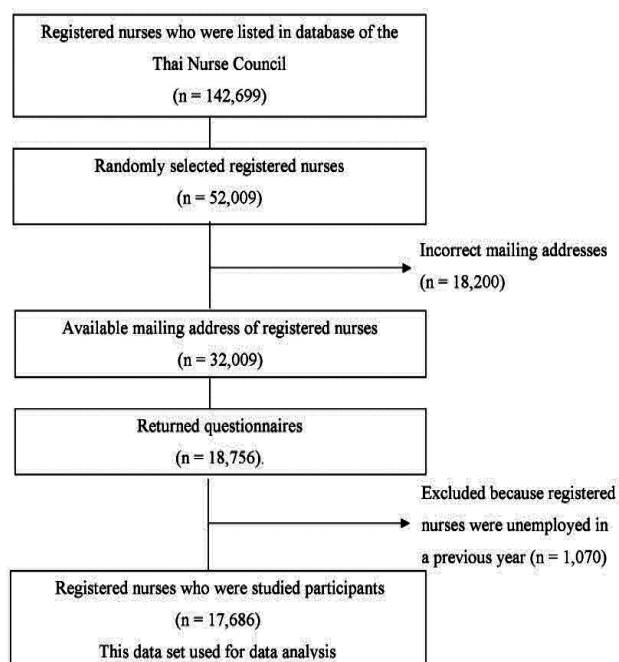 Registered nurses who were listed in database of the
Thai Nurse Council
(n = 142,699)
Randomly selected registered nurses
(n = 52,009)
Incorrect mailing addresses
(n = 18,200)
Available mailing address of registered nurses
(n = 32,009)
Returned questionnaires
(n = 18,756).
Excluded because registered
nurses were unemployed in
a previous year (n = 1,070)
Registered nurses who were studied participants
(n = 17,686)
This data set used for data analysis